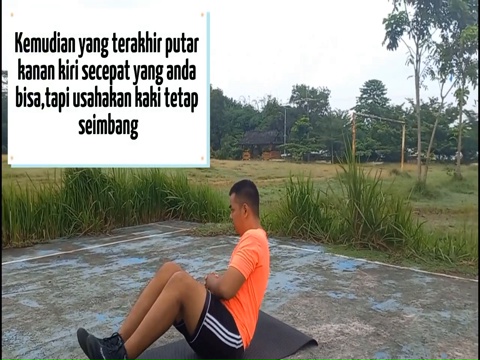 Kemudian yang terakhir putar
kanan kiri secepat yang anda
bisa,tapi usahakan kaki tetap
seimbang